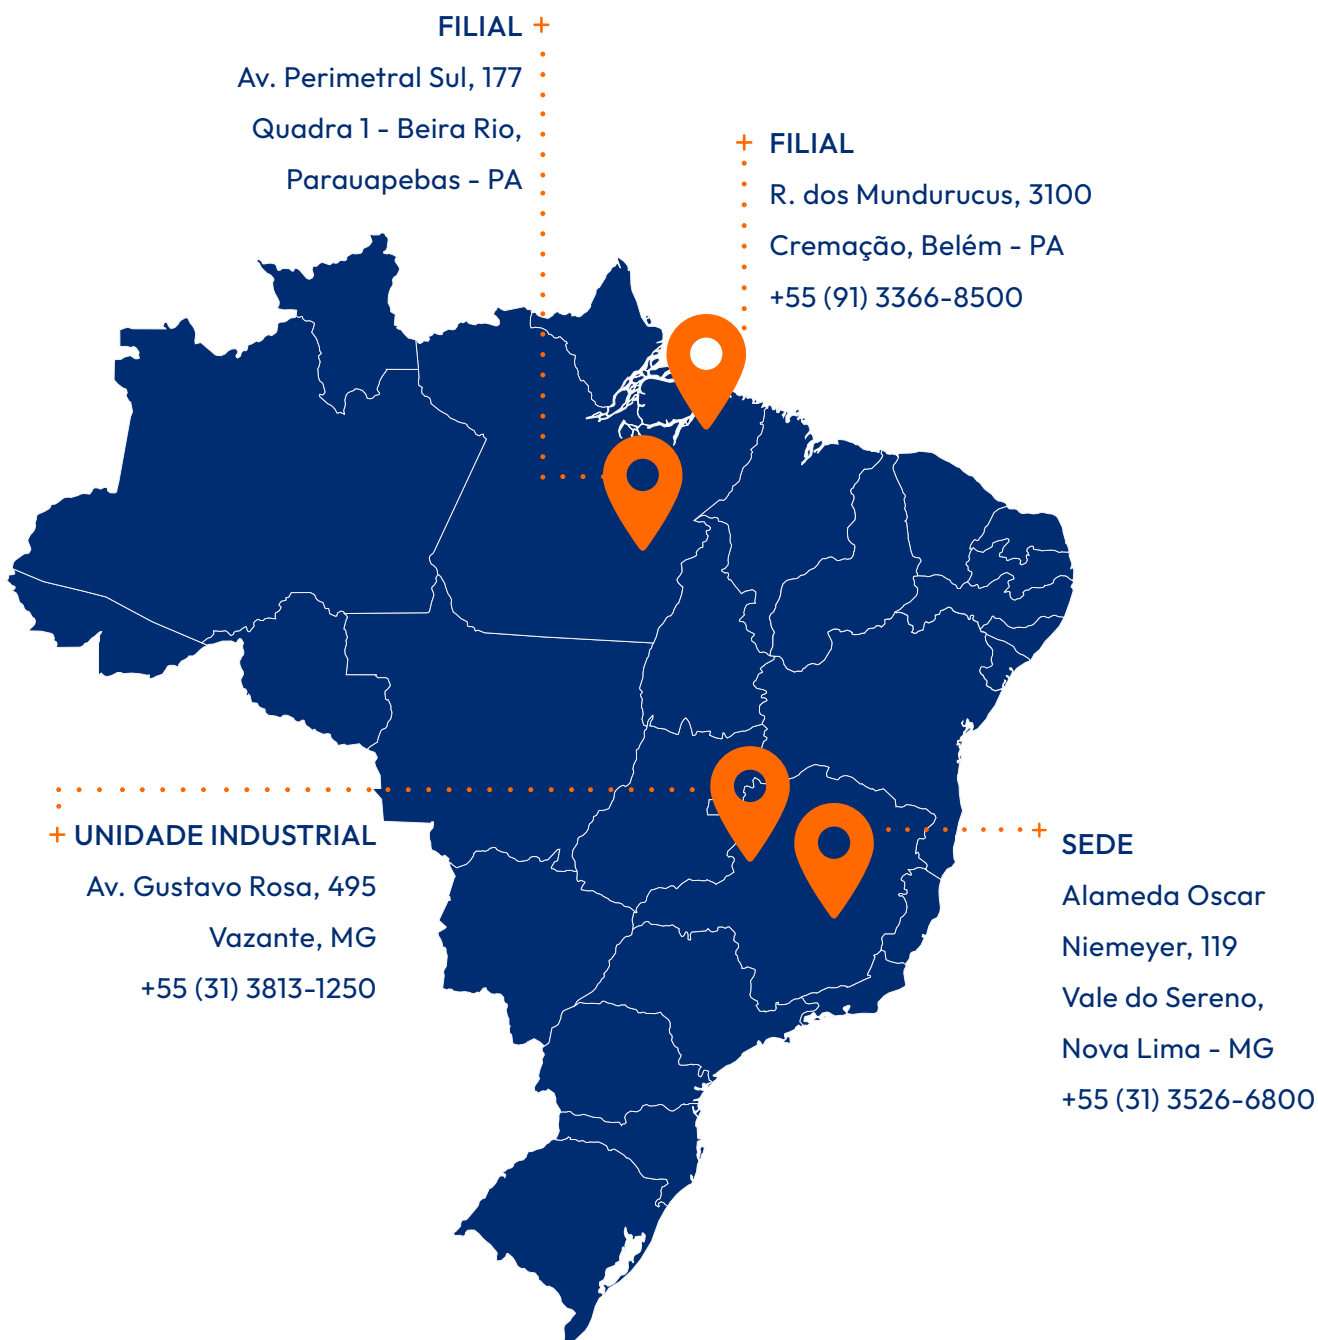 FILIAL +
Av. Perimetral Sul, 177
Quadra 1 - Beira Rio,
Parauapebas - PA
+ FILIAL
R. dos Mundurucus, 3100
Cremação, Belém - PA
+55 (91) 3366-8500
+ UNIDADE INDUSTRIAL
Av. Gustavo Rosa, 495
Vazante, MG
+55 (31) 3813-1250
+ SEDE
Alameda Oscar
Niemeyer, 119
Vale do Sereno,
Nova Lima - MG
+55 (31) 3526-6800